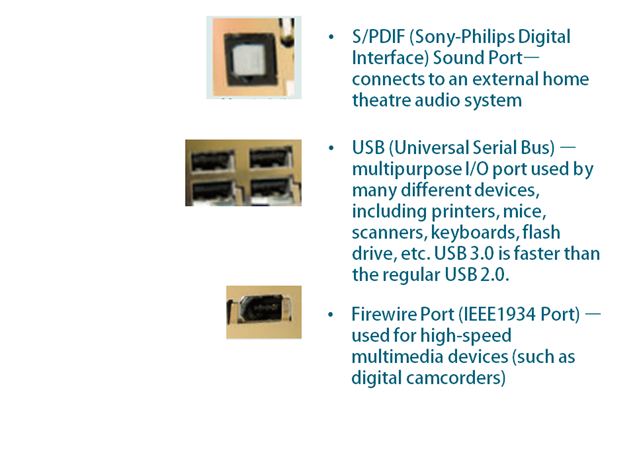 • S/PDIF (Sony-Philips Digital
Interface) Sound Port—
connects to an external home
theatre audio system
• USB (Universal Serial Bus) —
multipurpose I/O port used by
many different devices,
including printers, mice,
scanners, keyboards, flash
drive, etc. USB 3.0 is faster than
the regular USB 2.0.
• Firewire Port (IEEE1934 Port) —
used for high-speed
multimedia devices (such as
digital camcorders)